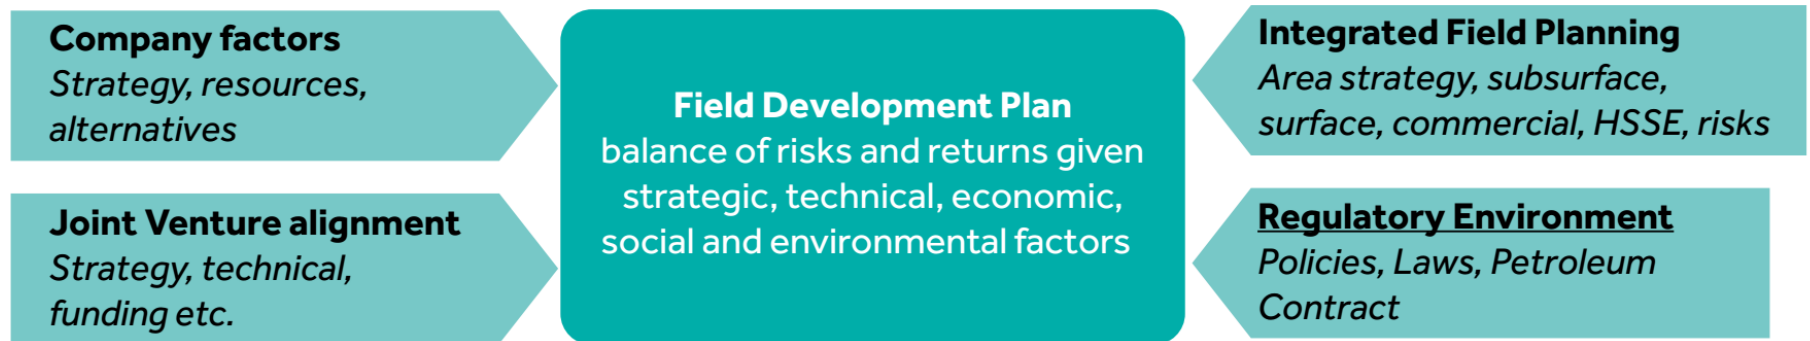 Company factors
Strategy, resources,
alternatives
Joint Venture alignment
Strategy, technical,
funding etc.
Field Development Plan
balance of risks and returns given
strategic, technical, economic,
social and environmental factors
Integrated Field Planning
Area strategy, subsurface,
surface, commercial, HSSE, risks
Regulatory Environment
Policies, Laws, Petroleum
Contract